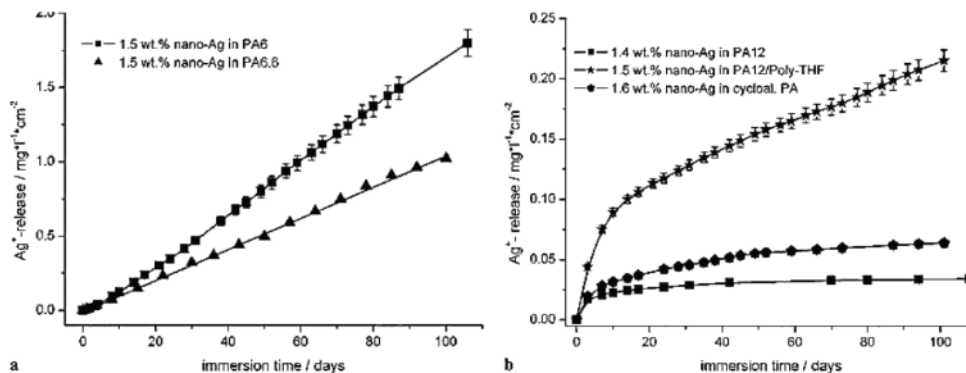 2.0
1.5
1.0
0.5
0.0
Ag⁺-release / mg*l⁻¹*cm⁻²
1.5 wt.% nano-Ag in PA6
1.5 wt.% nano-Ag in PA6.6
0 20 40 60 80 100
immersion time / days
a
0.25
0.20
0.15
0.10
0.05
0.00
Ag⁺- release / mg*l⁻¹*cm⁻²
1.4 wt.% nano-Ag in PA12
1.5 wt.% nano-Ag in PA12/Poly-THF
1.6 wt.% nano-Ag in cycloal. PA
0 20 40 60 80 100
immersion time / days
b